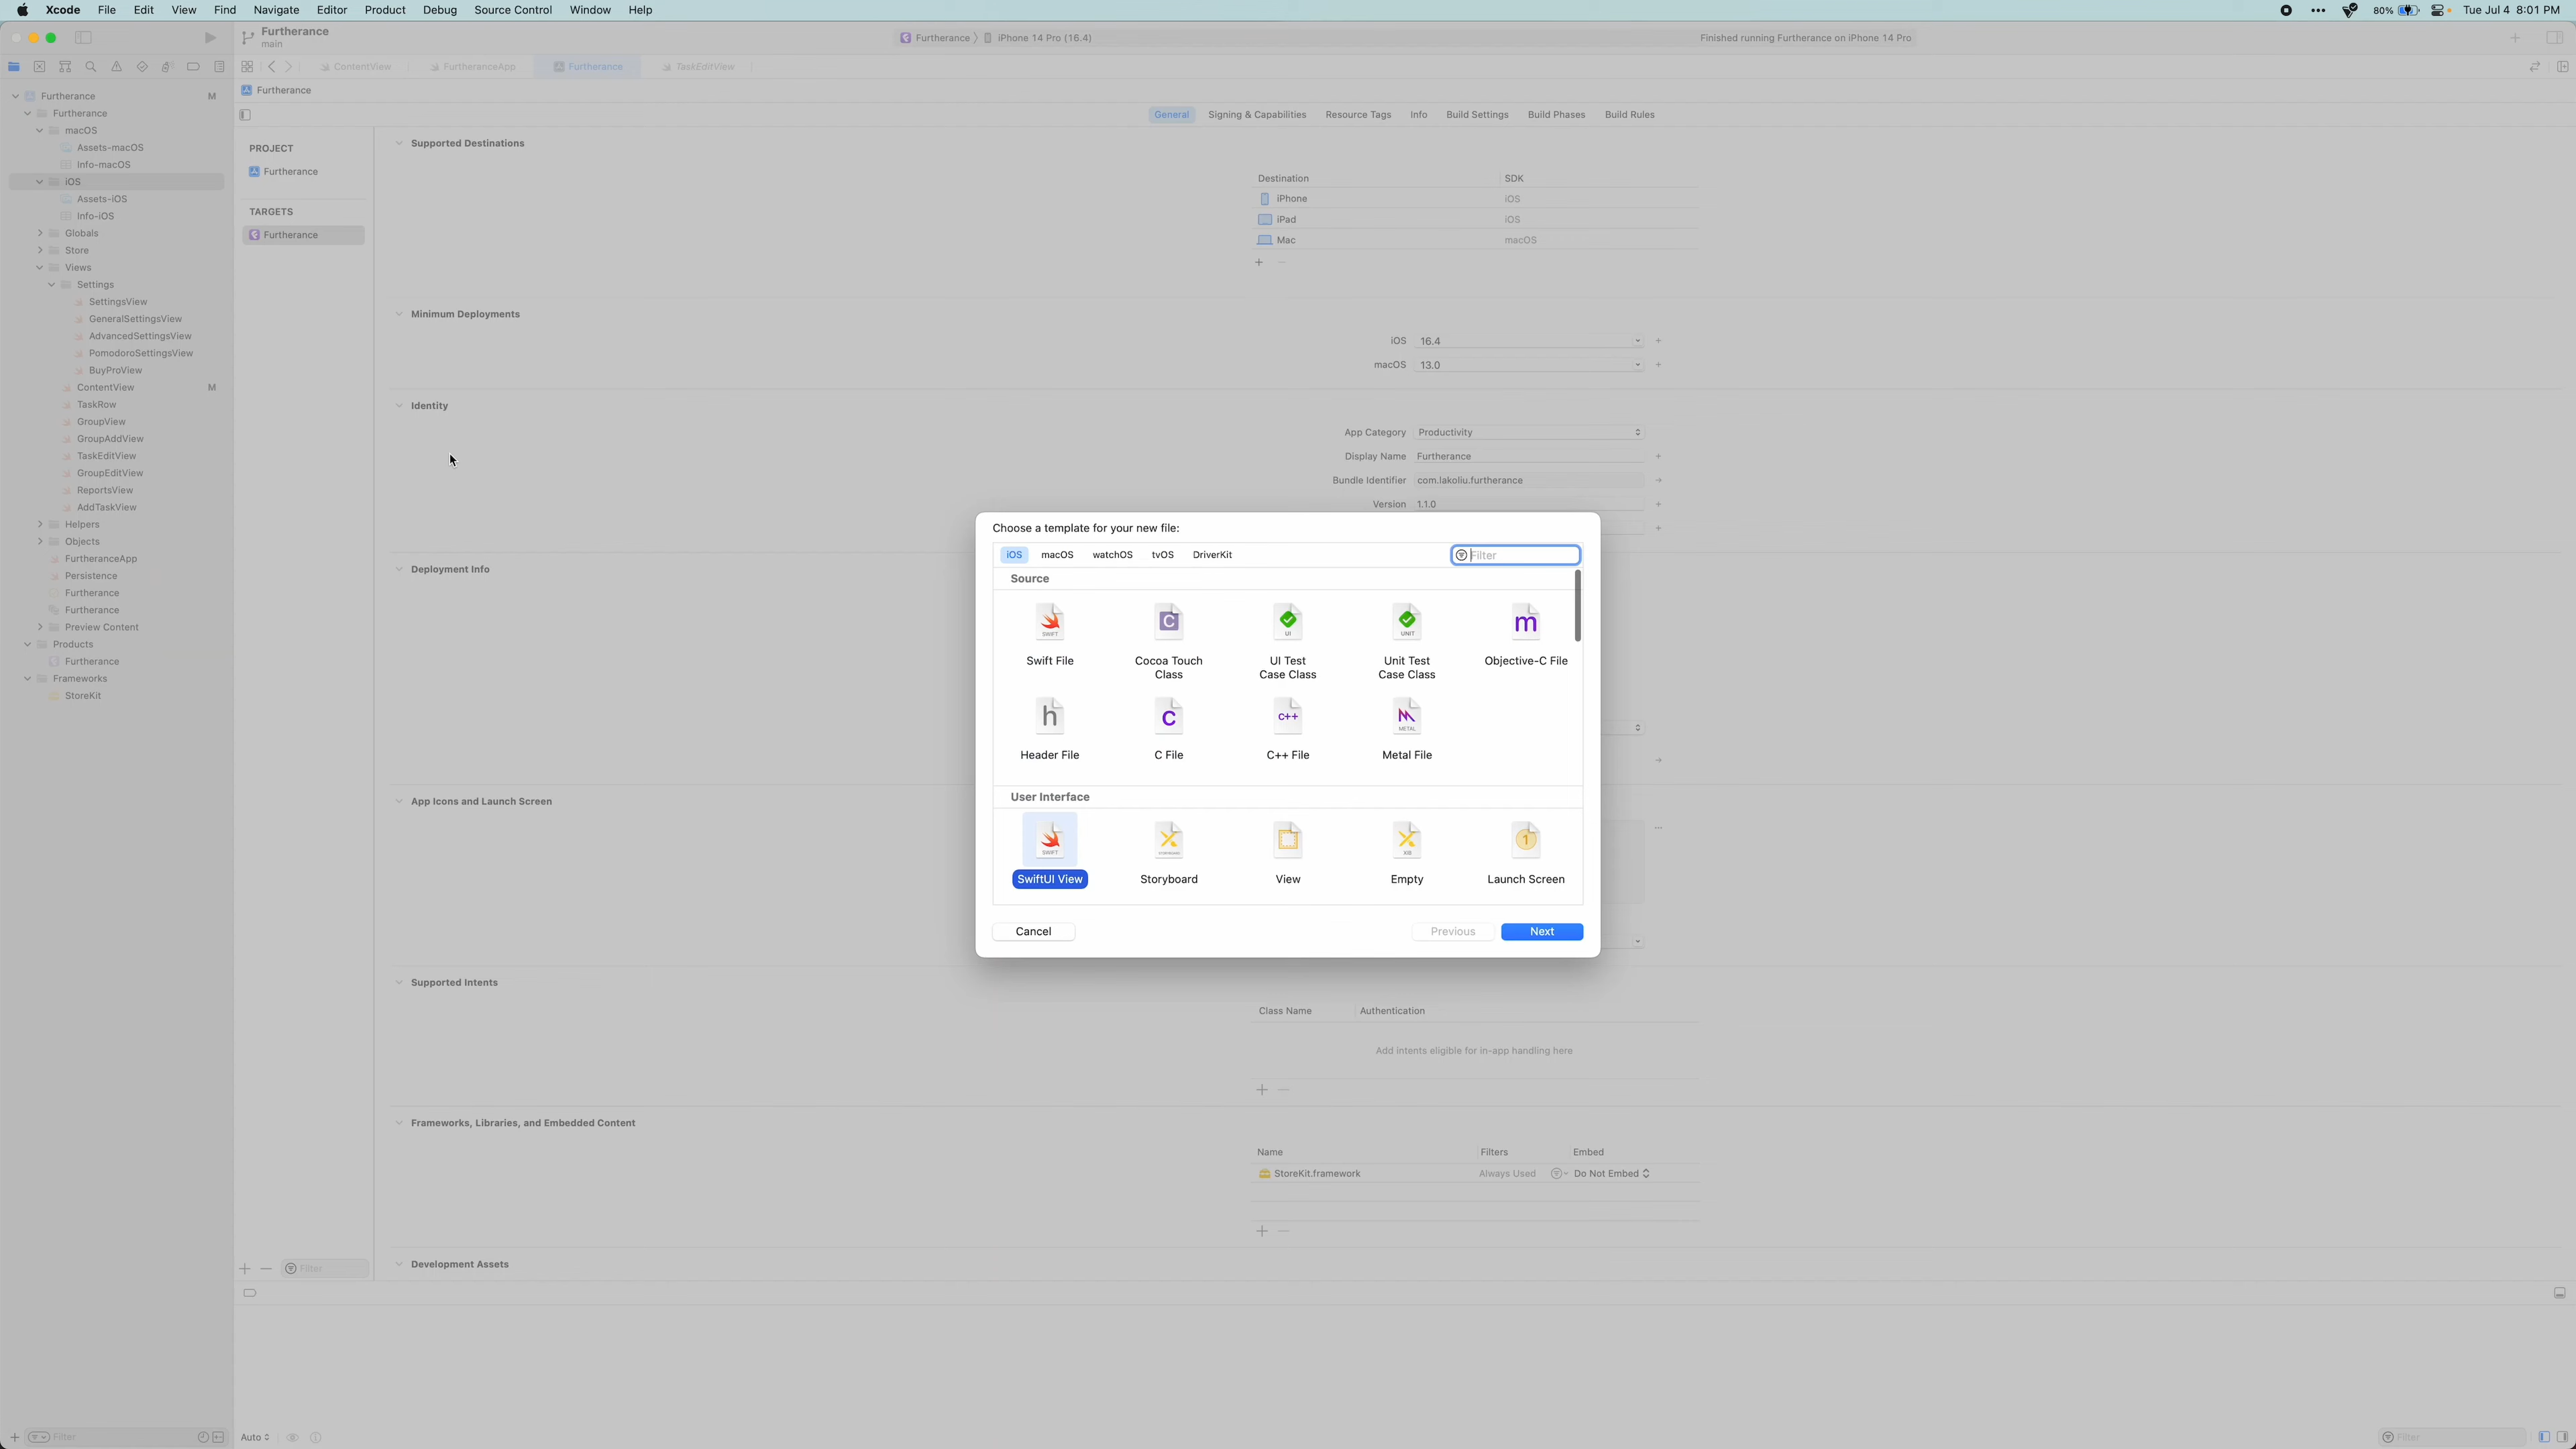 Xcode File Edit View Find Navigate Editor Product Debug Source Control Window Help
80% Tue Jul 4 8:01 PM
Furtherance
main
Furtherance 〉 iPhone 14 Pro (16.4)
Finished running Furtherance on iPhone 14 Pro
ContentView FurtheranceApp Furtherance TaskEditView
Furtherance
General Signing & Capabilities Resource Tags Info Build Settings Build Phases Build Rules
Furtherance M
Furtherance
macOS
Assets-macOS
Info-macOS
iOS
Assets-iOS
Info-iOS
Globals
Store
Views
Settings
SettingsView
GeneralSettingsView
AdvancedSettingsView
PomodoroSettingsView
BuyProView
ContentView M
TaskRow
GroupView
GroupAddView
TaskEditView
GroupEditView
ReportsView
AddTaskView
Helpers
Objects
FurtheranceApp
Persistence
Furtherance
Furtherance
Preview Content
Products
Furtherance
Frameworks
StoreKit
Filter
PROJECT
Furtherance
TARGETS
Furtherance
Filter
Supported Destinations
Destination SDK
iPhone iOS
iPad iOS
Mac macOS
Minimum Deployments
iOS 16.4
macOS 13.0
Identity
App Category Productivity
Display Name Furtherance
Bundle Identifier com.lakoliu.furtherance
Version 1.1.0
Deployment Info
App Icons and Launch Screen
Choose a template for your new file:
iOS macOS watchOS tvOS DriverKit
Filter
Source
SWIFT
Swift File
C
Cocoa Touch
Class
UI
UI Test
Case Class
UNIT
Unit Test
Case Class
m
Objective-C File
h
Header File
C
C File
C++
C++ File
METAL
Metal File
User Interface
SWIFT
SwiftUI View
STORYBOARD
Storyboard
View
XIB
Empty
1
Launch Screen
Cancel Previous Next
Supported Intents
Class Name Authentication
Add intents eligible for in-app handling here
Frameworks, Libraries, and Embedded Content
Name Filters Embed
StoreKit.framework Always Used Do Not Embed
Development Assets
Auto
Filter